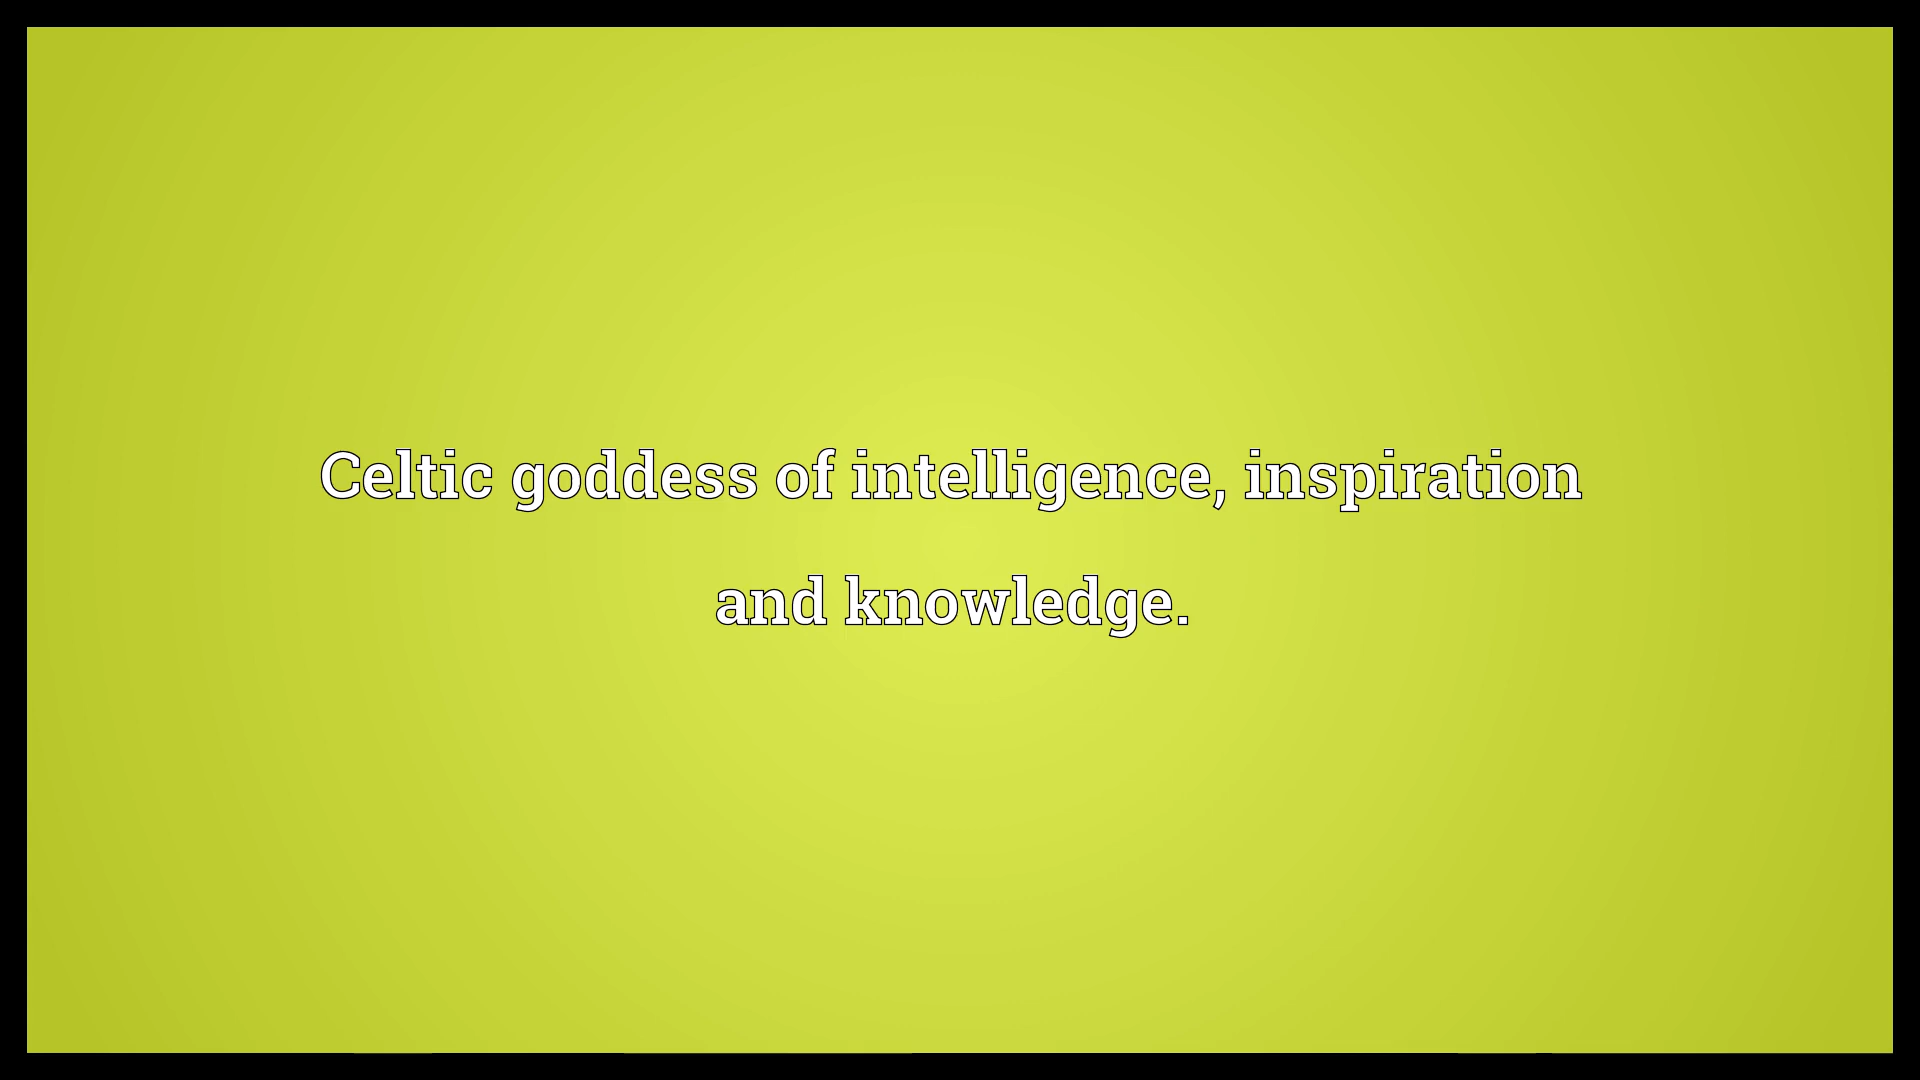 Celtic goddess of intelligence, inspiration
and knowledge.